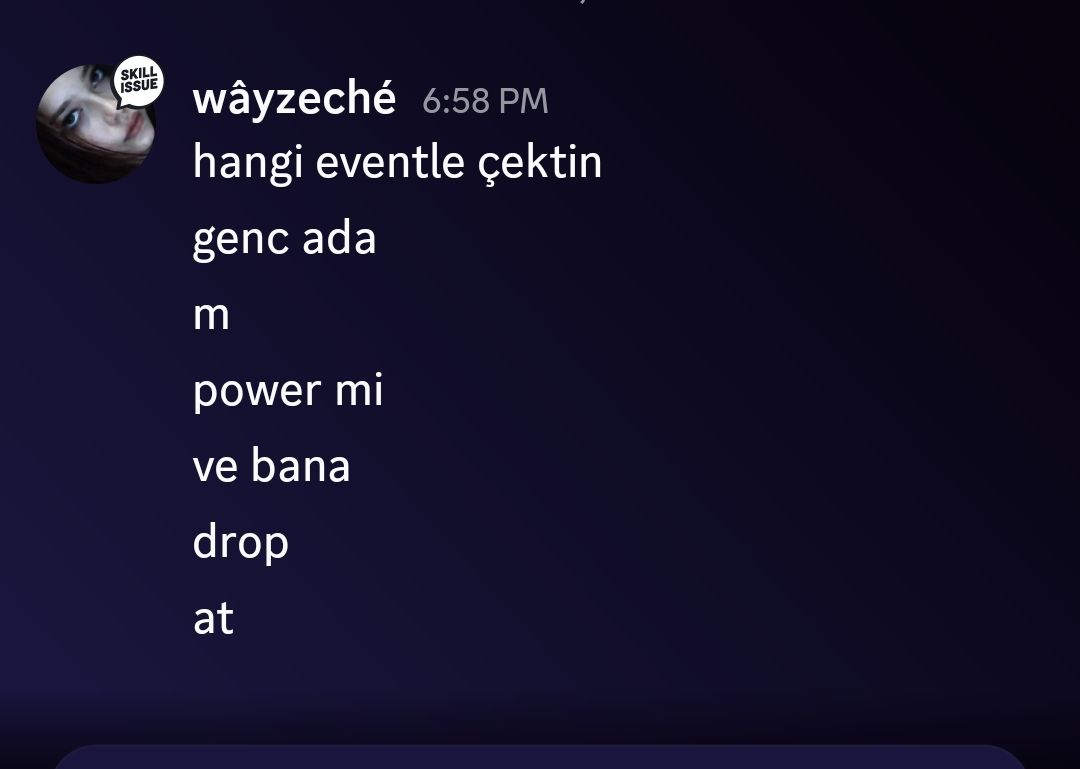 SKILL
ISSUE
wâyzeché 6:58 PM
hangi eventle çektin
genc ada
m
power mi
ve bana
drop
at